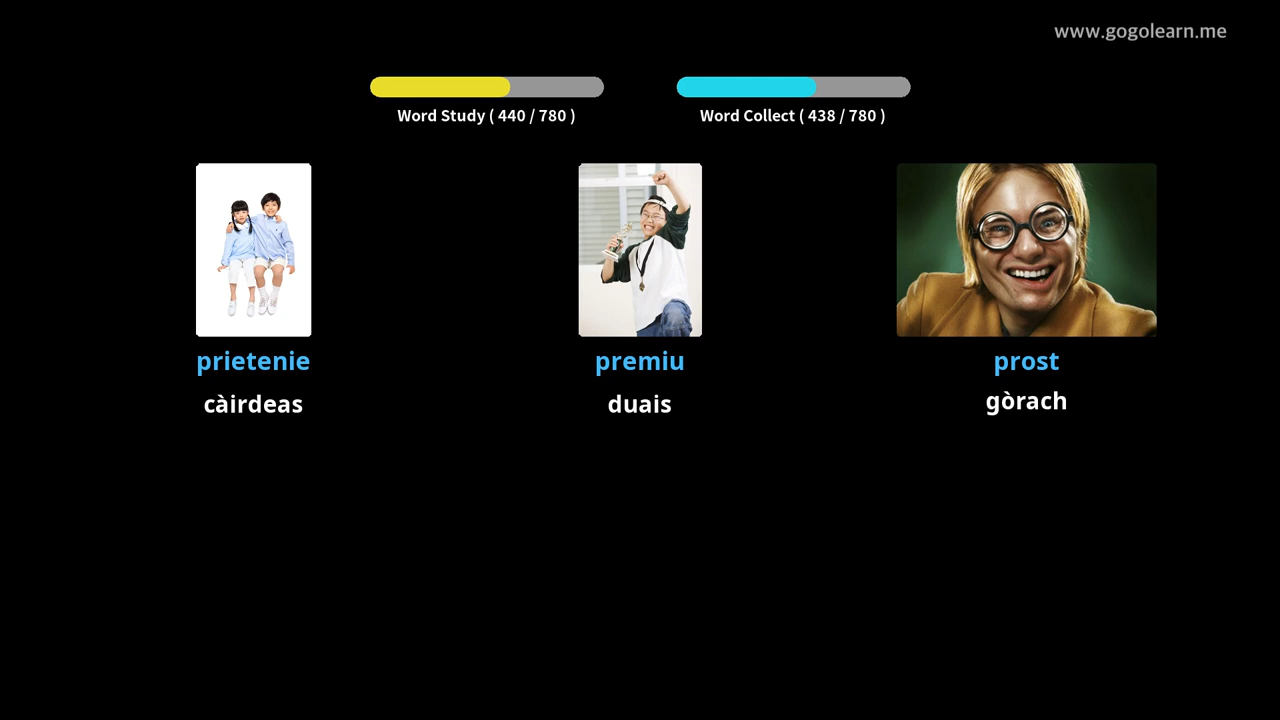 www.gogolearn.me
Word Study ( 440 / 780 )
Word Collect ( 438 / 780 )
prietenie
premiu
prost
càirdeas
duais
gòrach